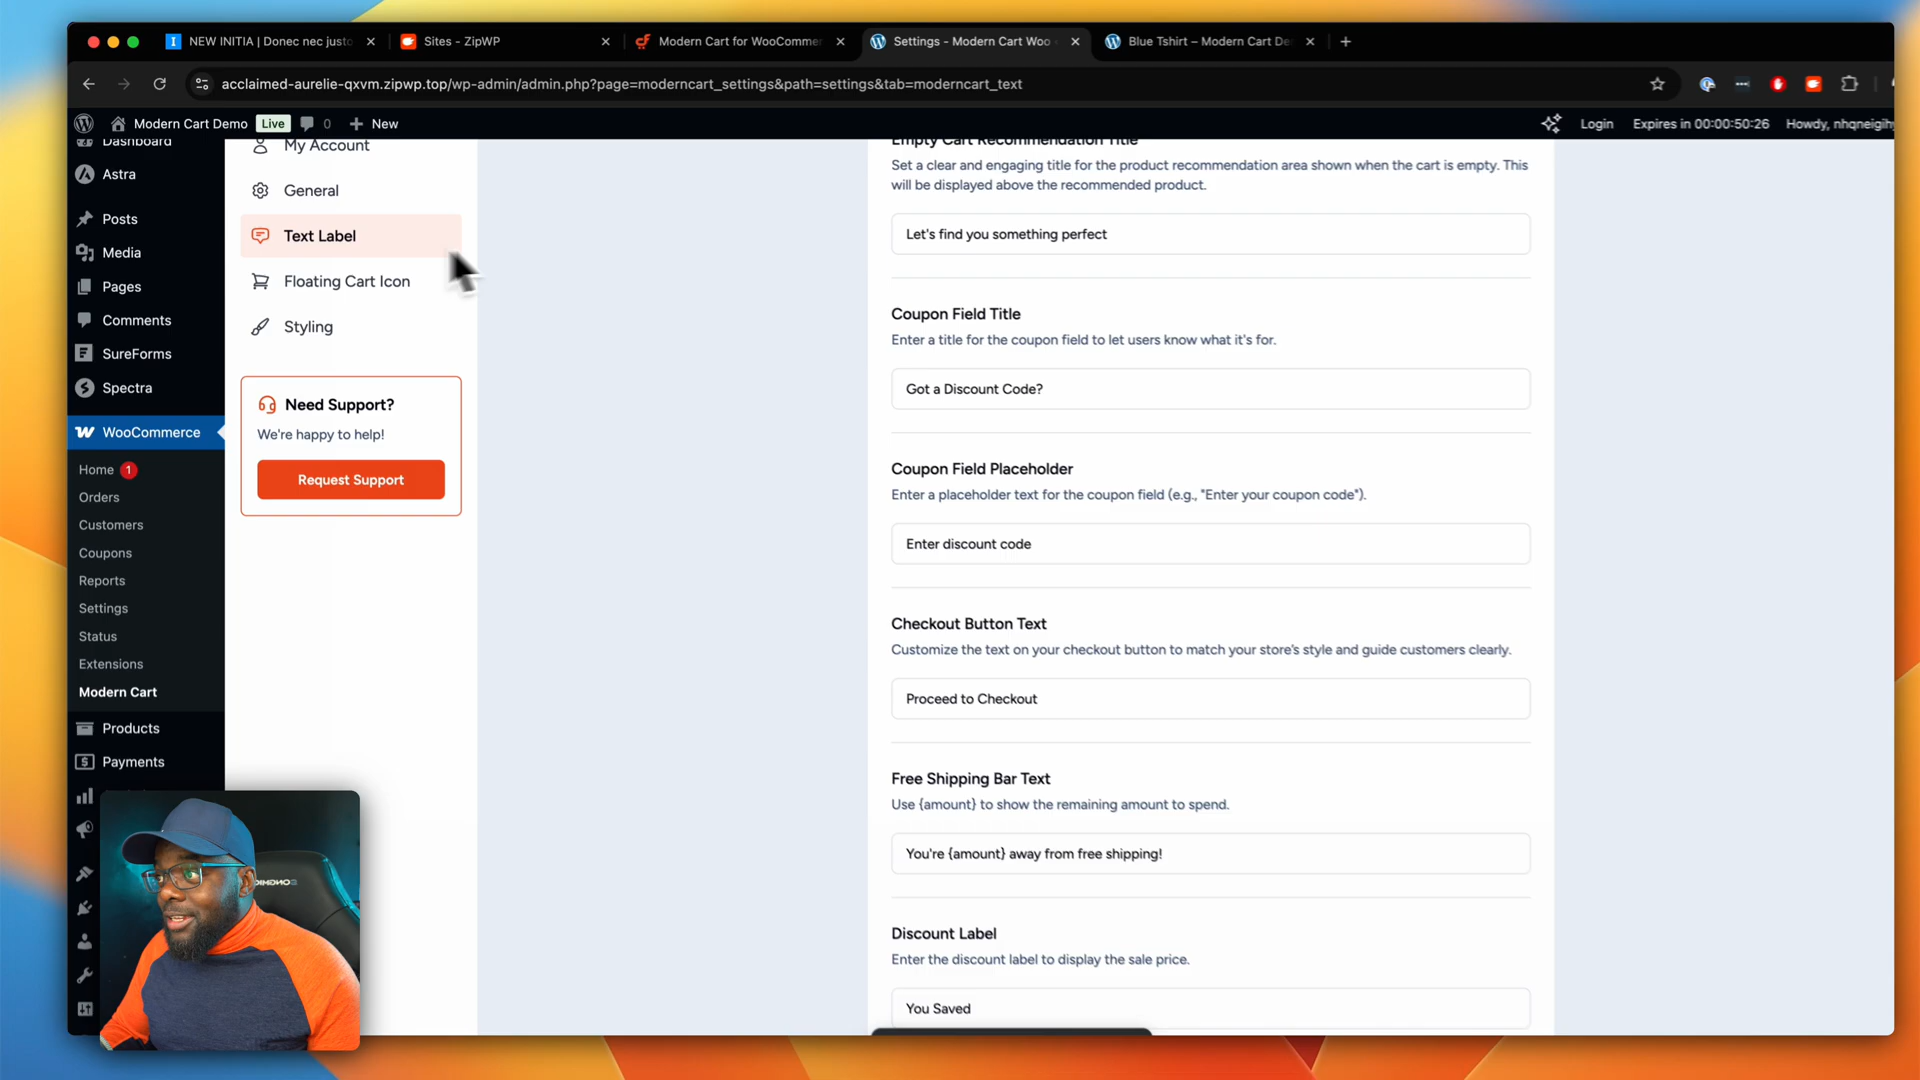 NEW INITIA | Donec nec justo
Sites - ZipWP
Modern Cart for WooCommer
Settings - Modern Cart Woo
Blue Tshirt – Modern Cart De
acclaimed-aurelie-qxvm.zipwp.top/wp-admin/admin.php?page=moderncart_settings&path=settings&tab=moderncart_text
Modern Cart Demo
Live
0
New
Login
Expires in 00:00:50:26
Howdy, nhqneigihy
Dashboard
Astra
Posts
Media
Pages
Comments
SureForms
Spectra
WooCommerce
Home 1
Orders
Customers
Coupons
Reports
Settings
Status
Extensions
Modern Cart
Products
Payments
My Account
General
Text Label
Floating Cart Icon
Styling
Need Support?
We're happy to help!
Request Support
Empty Cart Recommendation Title
Set a clear and engaging title for the product recommendation area shown when the cart is empty. This
will be displayed above the recommended product.
Let's find you something perfect
Coupon Field Title
Enter a title for the coupon field to let users know what it's for.
Got a Discount Code?
Coupon Field Placeholder
Enter a placeholder text for the coupon field (e.g., "Enter your coupon code").
Enter discount code
Checkout Button Text
Customize the text on your checkout button to match your store's style and guide customers clearly.
Proceed to Checkout
Free Shipping Bar Text
Use {amount} to show the remaining amount to spend.
You're {amount} away from free shipping!
Discount Label
Enter the discount label to display the sale price.
You Saved